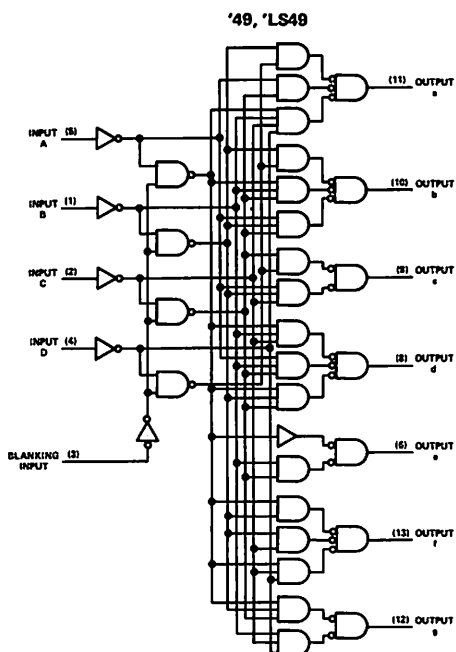 '49, 'LS49
(11) OUTPUT
a
INPUT (5)
A
(10) OUTPUT
b
INPUT (1)
B
(9) OUTPUT
c
INPUT (2)
C
INPUT (4)
D
(8) OUTPUT
d
BLANKING (3)
INPUT
(6) OUTPUT
e
(13) OUTPUT
f
(12) OUTPUT
g